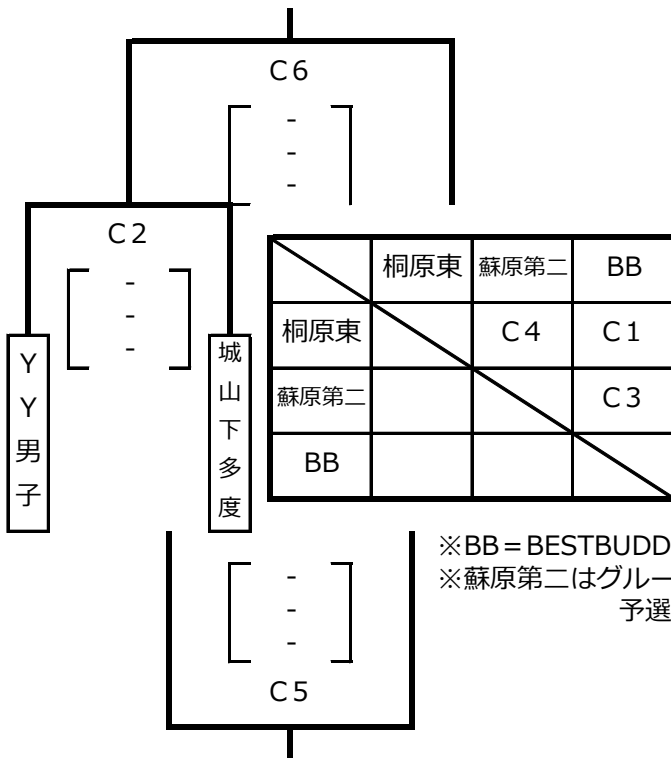 C6
-
-
-
C2
-
-
-
YY男子
城山下多度
桐原東 蘇原第二 BB
桐原東 C4 C1
蘇原第二 C3
BB
※BB=BESTBUDD
※蘇原第二はグルー
予選
-
-
-
C5